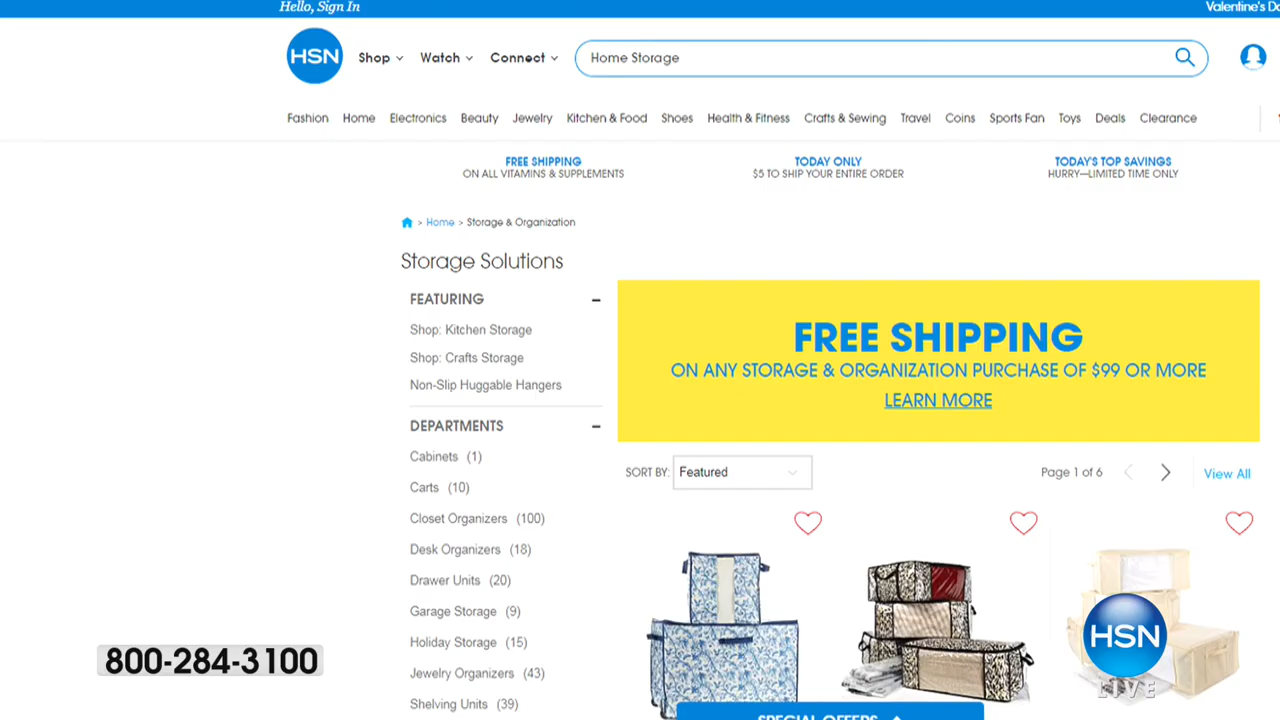 Hello, Sign In
Valentine's Da
HSN
Shop
Watch
Connect
Home Storage
Fashion
Home
Electronics
Beauty
Jewelry
Kitchen & Food
Shoes
Health & Fitness
Crafts & Sewing
Travel
Coins
Sports Fan
Toys
Deals
Clearance
FREE SHIPPING
ON ALL VITAMINS & SUPPLEMENTS
TODAY ONLY
$5 TO SHIP YOUR ENTIRE ORDER
TODAY'S TOP SAVINGS
HURRY—LIMITED TIME ONLY
> Home > Storage & Organization
Storage Solutions
FEATURING
Shop: Kitchen Storage
Shop: Crafts Storage
Non-Slip Huggable Hangers
DEPARTMENTS
Cabinets (1)
Carts (10)
Closet Organizers (100)
Desk Organizers (18)
Drawer Units (20)
Garage Storage (9)
Holiday Storage (15)
Jewelry Organizers (43)
Shelving Units (39)
FREE SHIPPING
ON ANY STORAGE & ORGANIZATION PURCHASE OF $99 OR MORE
LEARN MORE
SORT BY: Featured
Page 1 of 6
View All
SPECIAL OFFERS
800-284-3100
HSN
LIVE